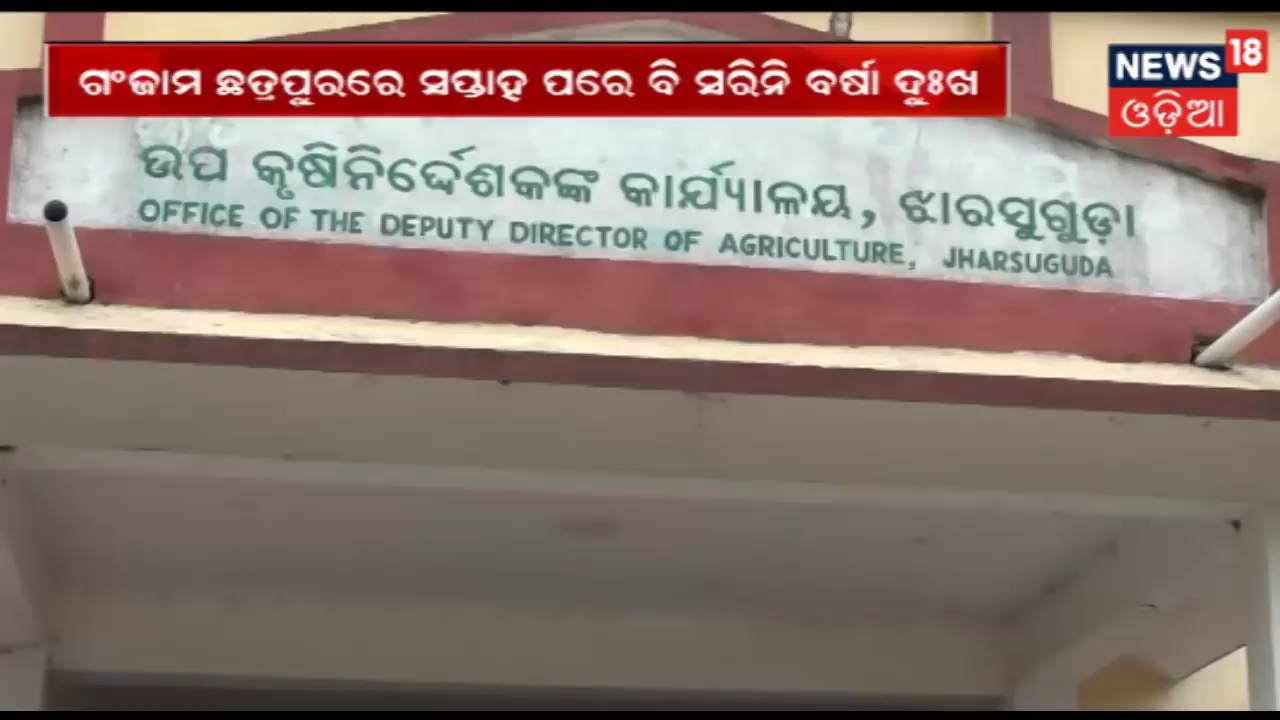 ଗଂଜାମ ଛତ୍ରପୁରରେ ସପ୍ତାହ ପରେ ବି ସରିନି ବର୍ଷା ଦୁଃଖ
NEWS 18
ଓଡ଼ିଆ
ଉପ କୃଷିନିର୍ଦ୍ଦେଶକଙ୍କ କାର୍ଯ୍ୟାଳୟ, ଝାରସୁଗୁଡ଼ା
OFFICE OF THE DEPUTY DIRECTOR OF AGRICULTURE, JHARSUGUDA